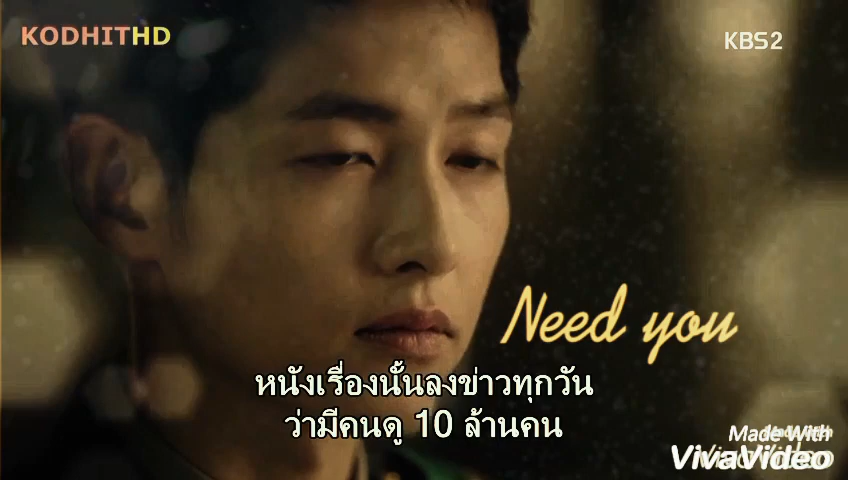 KODHITHD
KBS2
Need you
หนังเรื่องนั้นลงข่าวทุกวัน
ว่ามีคนดู 10 ล้านคน
Made With
VivaVideo